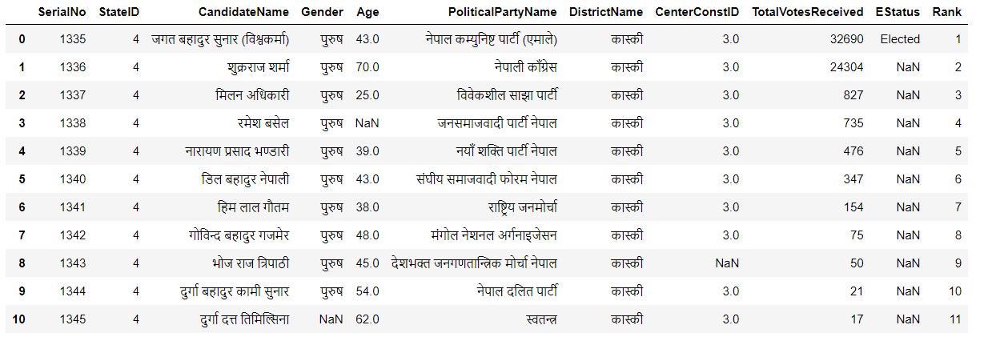 SerialNo StateID CandidateName Gender Age PoliticalPartyName DistrictName CenterConstID TotalVotesReceived EStatus Rank
0 1335 4 जगत बहादुर सुनार (विश्वकर्मा) पुरुष 43.0 नेपाल कम्युनिष्ट पार्टी (एमाले) कास्की 3.0 32690 Elected 1
1 1336 4 शुक्रराज शर्मा पुरुष 70.0 नेपाली काँग्रेस कास्की 3.0 24304 NaN 2
2 1337 4 मिलन अधिकारी पुरुष 25.0 विवेकशील साझा पार्टी कास्की 3.0 827 NaN 3
3 1338 4 रमेश बसेल पुरुष NaN जनसमाजवादी पार्टी नेपाल कास्की 3.0 735 NaN 4
4 1339 4 नारायण प्रसाद भण्डारी पुरुष 39.0 नयाँ शक्ति पार्टी नेपाल कास्की 3.0 476 NaN 5
5 1340 4 डिल बहादुर नेपाली पुरुष 43.0 संघीय समाजवादी फोरम नेपाल कास्की 3.0 347 NaN 6
6 1341 4 हिम लाल गौतम पुरुष 38.0 राष्ट्रिय जनमोर्चा कास्की 3.0 154 NaN 7
7 1342 4 गोविन्द बहादुर गजमेर पुरुष 48.0 मंगोल नेशनल अर्गनाइजेसन कास्की 3.0 75 NaN 8
8 1343 4 भोज राज त्रिपाठी पुरुष 45.0 देशभक्त जनगणतान्त्रिक मोर्चा नेपाल कास्की NaN 50 NaN 9
9 1344 4 दुर्गा बहादुर कामी सुनार पुरुष 54.0 नेपाल दलित पार्टी कास्की 3.0 21 NaN 10
10 1345 4 दुर्गा दत्त तिमिल्सिना NaN 62.0 स्वतन्त्र कास्की 3.0 17 NaN 11